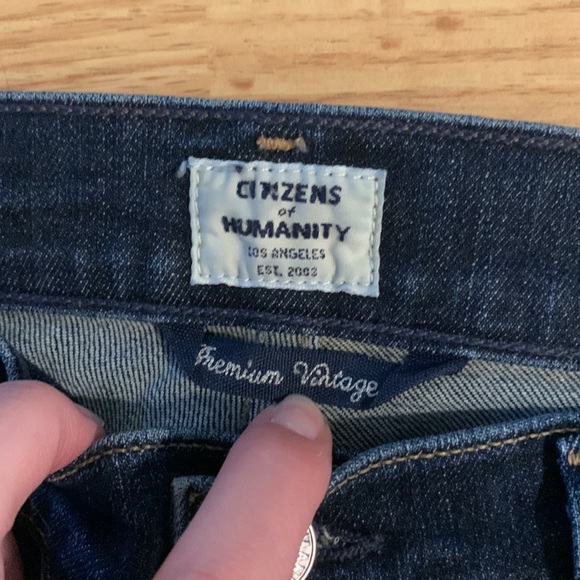 CITIZENS
of
HUMANITY
LOS ANGELES
EST. 2003
Premium Vintage